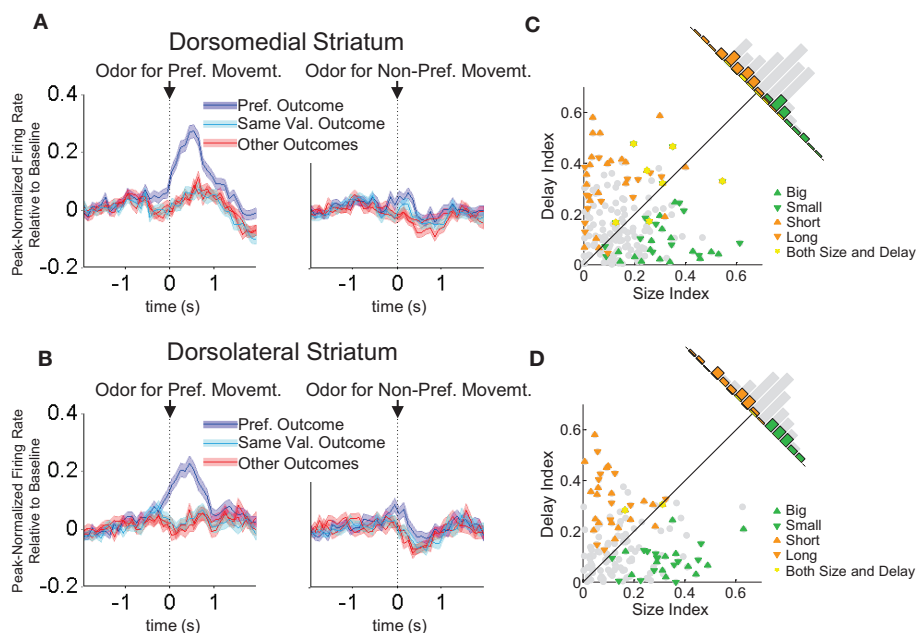 A
Dorsomedial Striatum
Odor for Pref. Movemt.
Odor for Non-Pref. Movemt.
Peak-Normalized Firing Rate
Relative to Baseline
0.4
0.2
0
-0.2
Pref. Outcome
Same Val. Outcome
Other Outcomes
-1 0 1
time (s)
-1 0 1
time (s)
B
Dorsolateral Striatum
Odor for Pref. Movemt.
Odor for Non-Pref. Movemt.
Peak-Normalized Firing Rate
Relative to Baseline
0.4
0.2
0
-0.2
Pref. Outcome
Same Val. Outcome
Other Outcomes
-1 0 1
time (s)
-1 0 1
time (s)
C
Delay Index
0.6
0.4
0.2
0
0 0.2 0.4 0.6
Size Index
Big
Small
Short
Long
Both Size and Delay
D
Delay Index
0.6
0.4
0.2
0
0 0.2 0.4 0.6
Size Index
Big
Small
Short
Long
Both Size and Delay